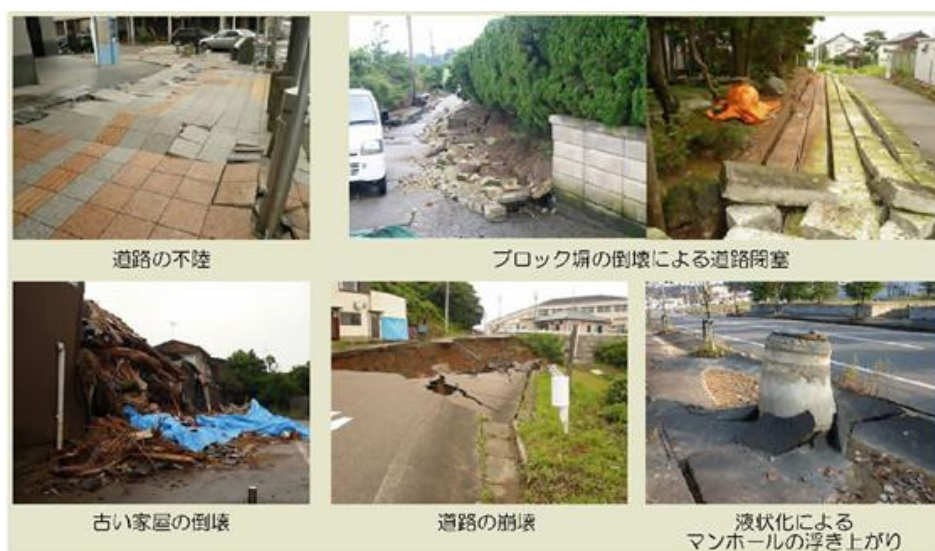 道路の不陸
ブロック塀の倒壊による道路閉塞
古い家屋の倒壊
道路の崩壊
液状化による
マンホールの浮き上がり